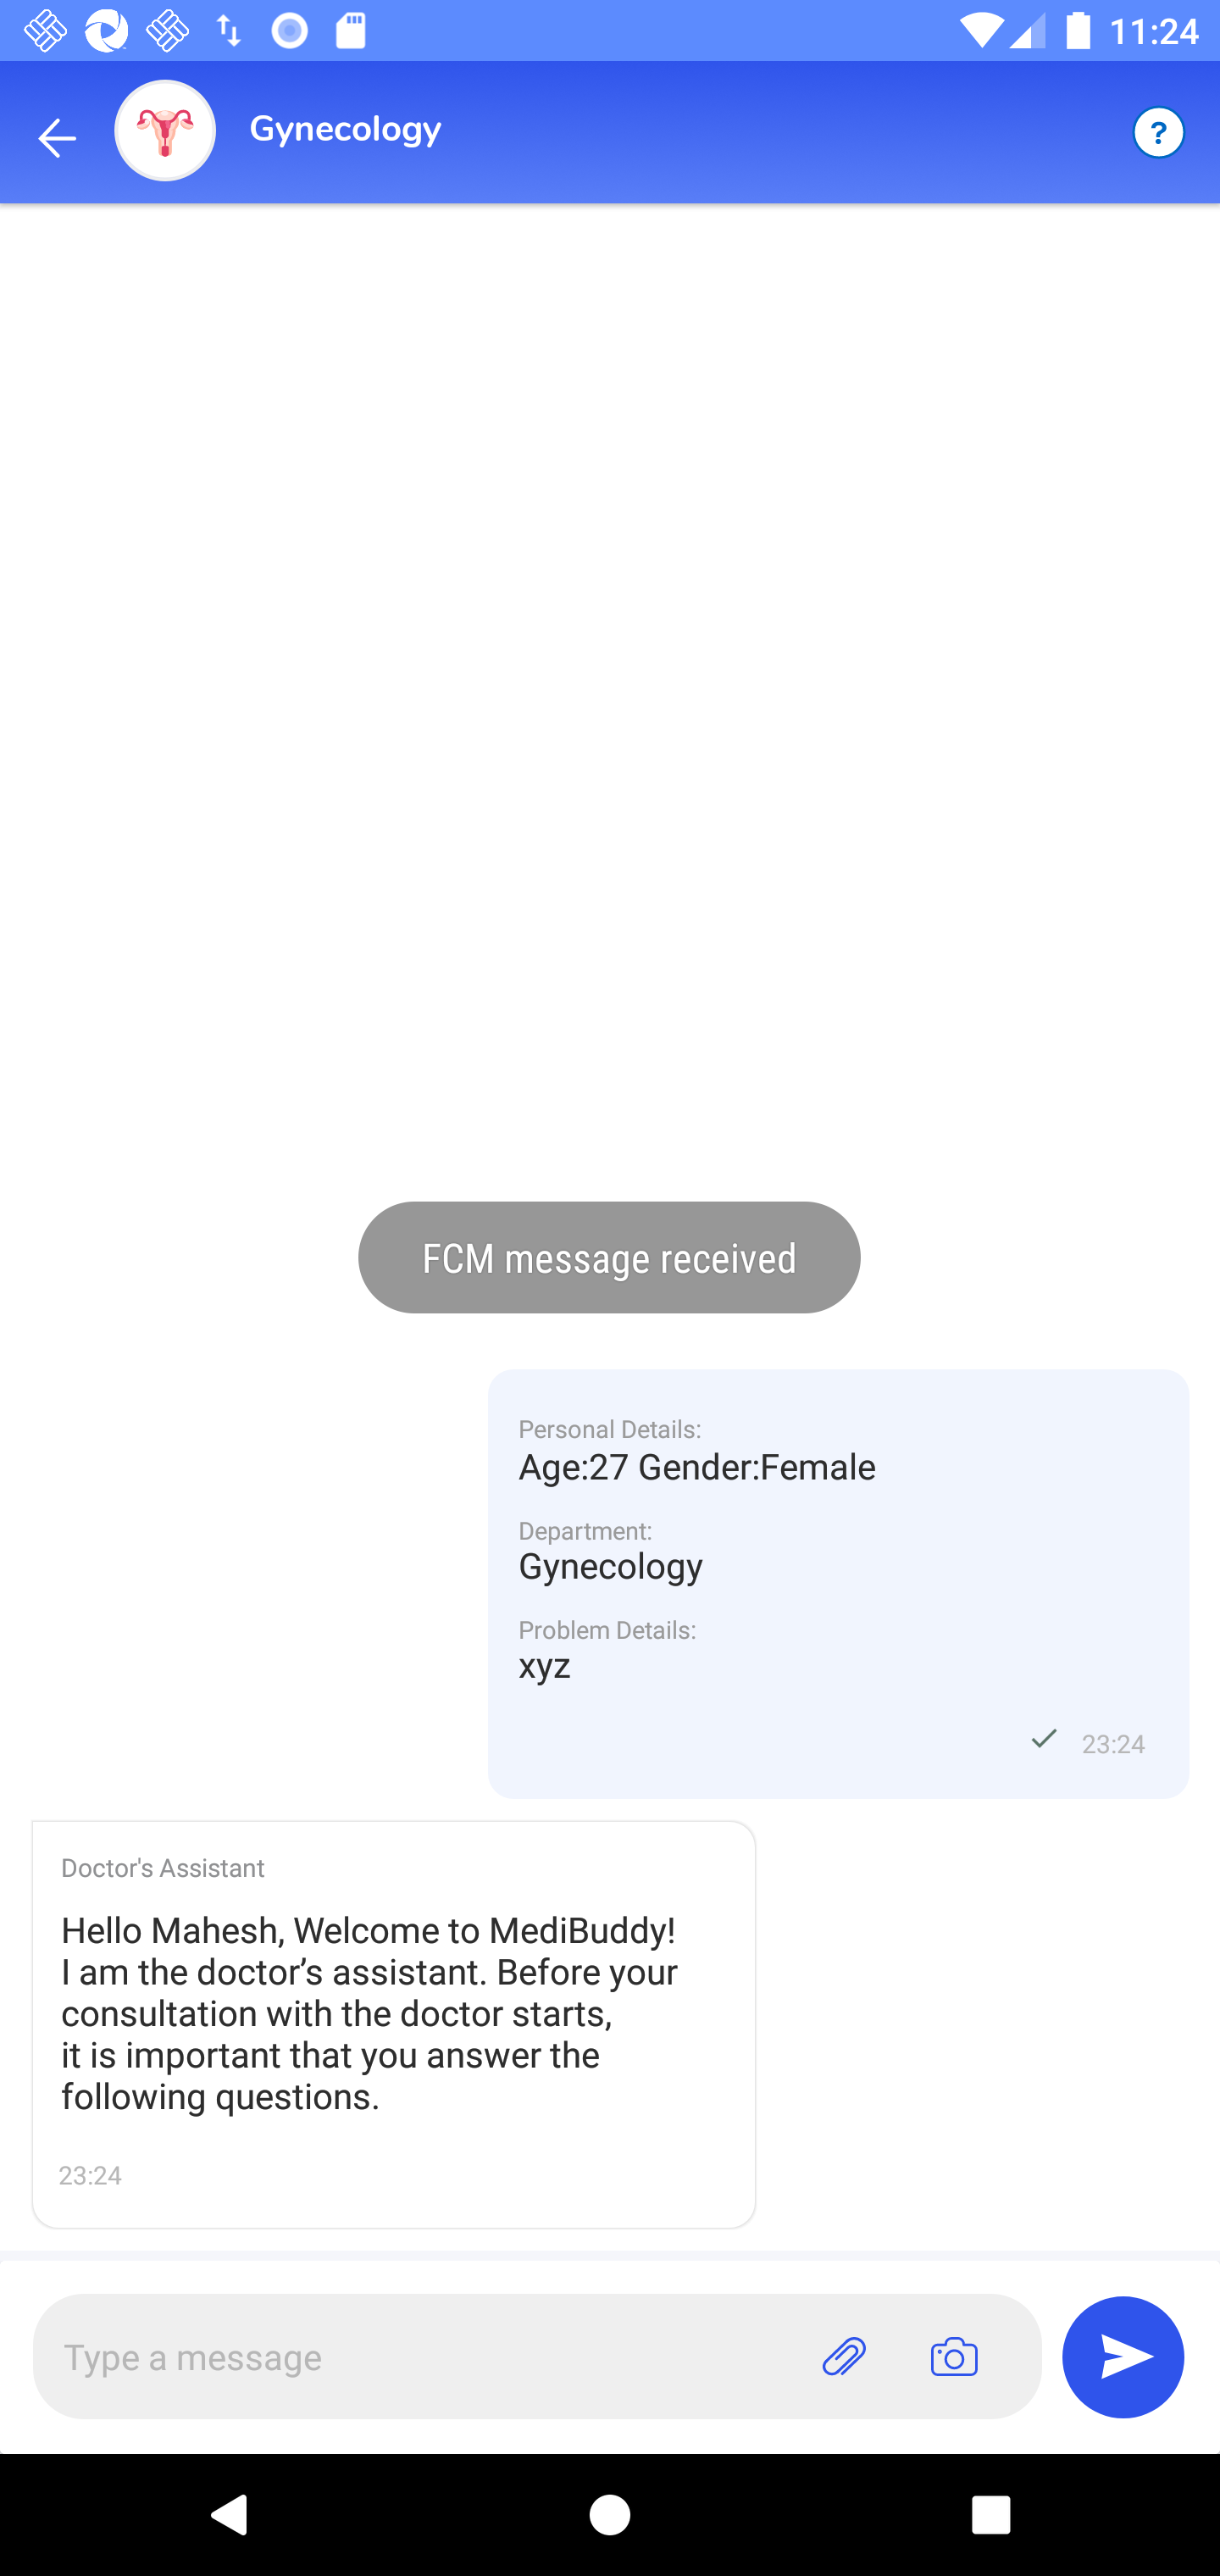 11:24
Gynecology
?
FCM message received
Personal Details:
Age:27 Gender:Female
Department:
Gynecology
Problem Details:
xyz
23:24
Doctor's Assistant
Hello Mahesh, Welcome to MediBuddy!
I am the doctor’s assistant. Before your
consultation with the doctor starts,
it is important that you answer the
following questions.
23:24
Type a message